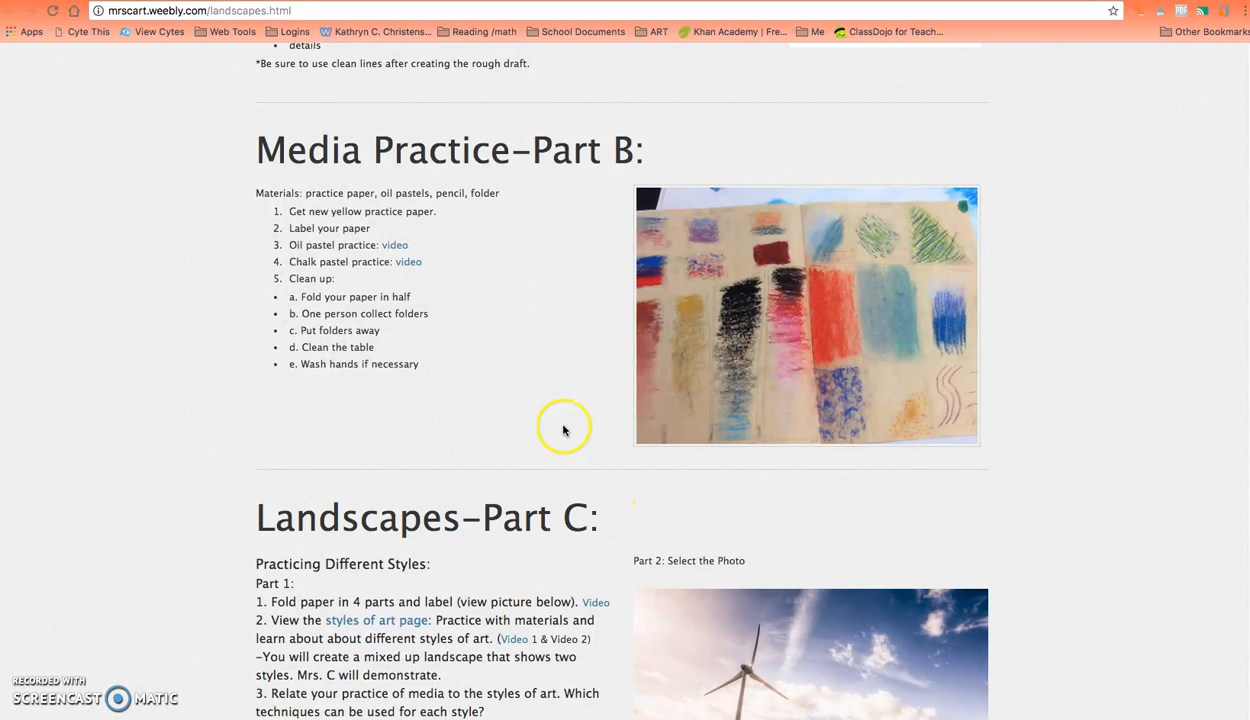 mrscart.weebly.com/landscapes.html
Apps Cyte This View Cytes Web Tools Logins Kathryn C. Christens... Reading /math School Documents ART Khan Academy | Fre... Me ClassDojo for Teach... Other Bookmarks
PDF
• details
*Be sure to use clean lines after creating the rough draft.
Media Practice-Part B:
Materials: practice paper, oil pastels, pencil, folder
1. Get new yellow practice paper.
2. Label your paper
3. Oil pastel practice: video
4. Chalk pastel practice: video
5. Clean up:
• a. Fold your paper in half
• b. One person collect folders
• c. Put folders away
• d. Clean the table
• e. Wash hands if necessary
Landscapes-Part C:
Practicing Different Styles:
Part 1:
1. Fold paper in 4 parts and label (view picture below). Video
2. View the styles of art page: Practice with materials and
learn about about different styles of art. (Video 1 & Video 2)
-You will create a mixed up landscape that shows two
styles. Mrs. C will demonstrate.
3. Relate your practice of media to the styles of art. Which
techniques can be used for each style?
Part 2: Select the Photo
RECORDED WITH
SCREENCAST MATIC